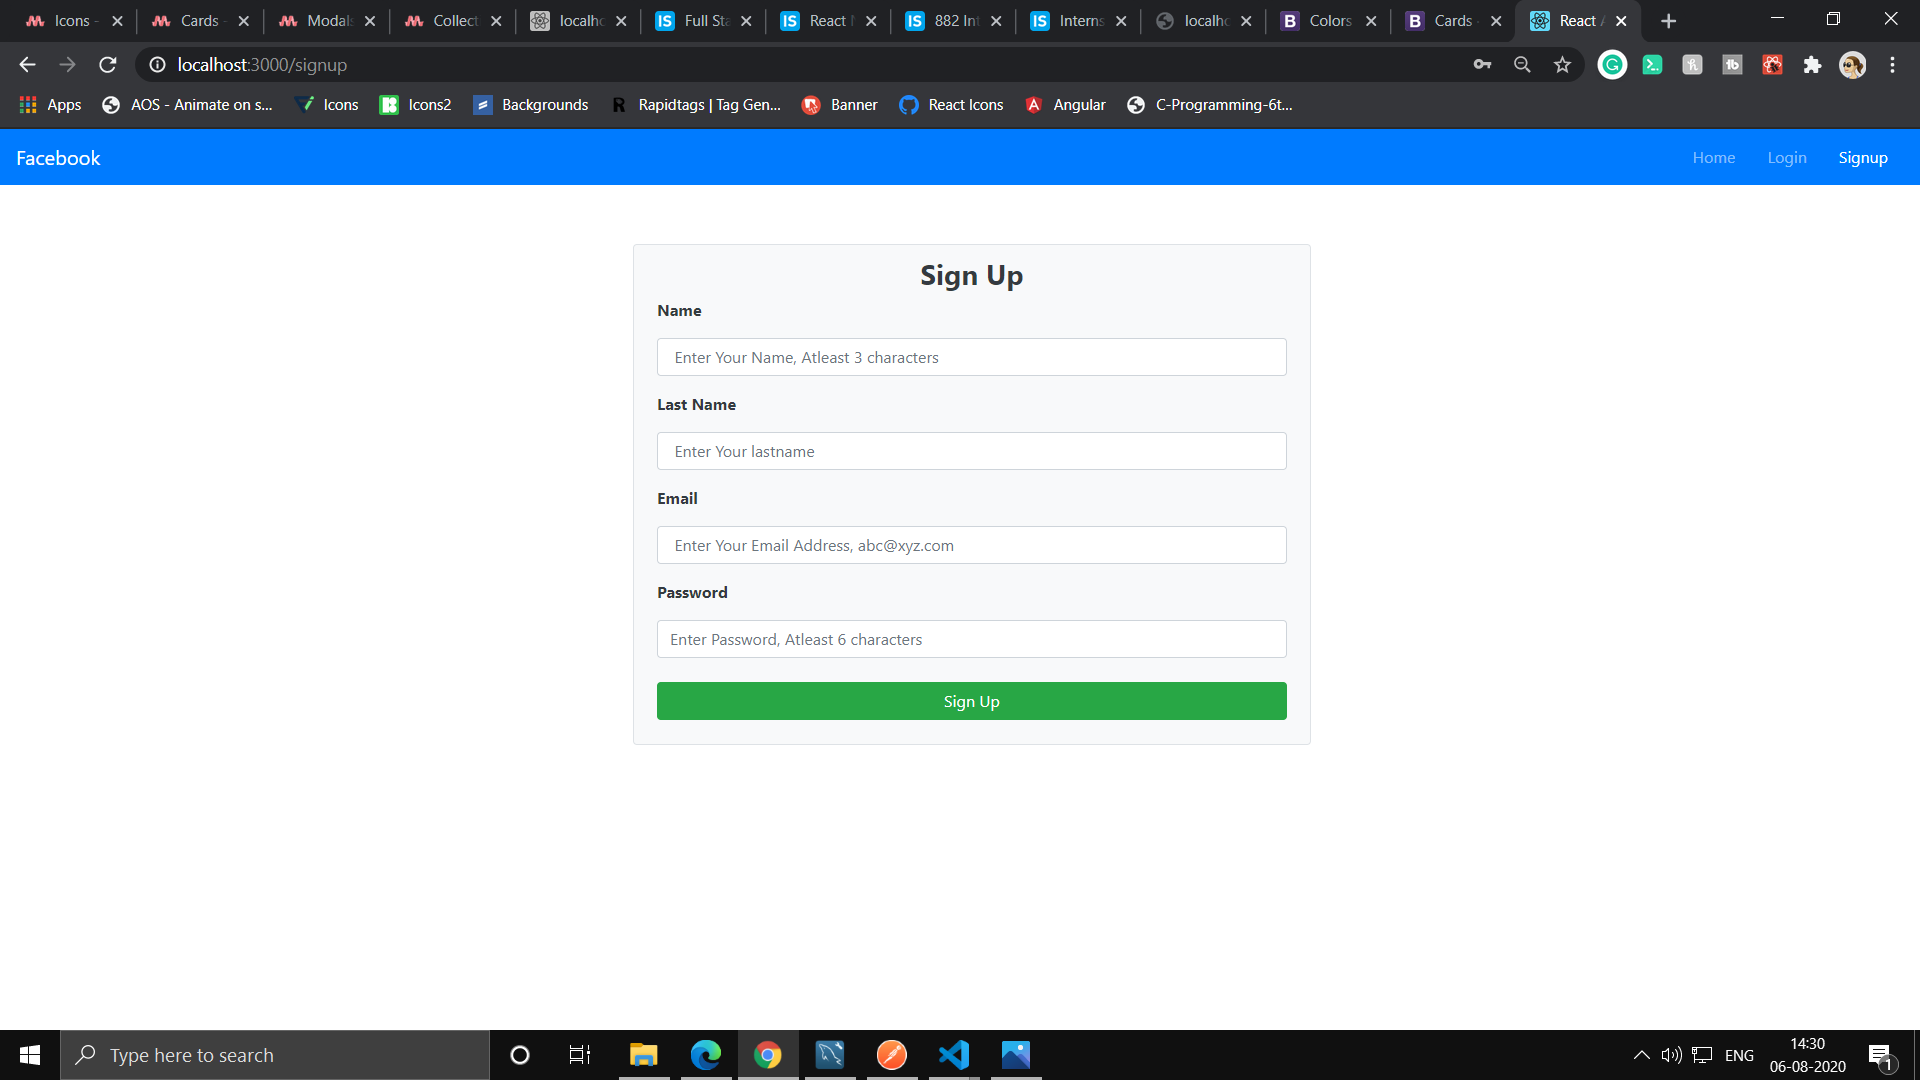 Icons - Cards - Modals Collect localho Full Sta React 882 Int Interns localho Colors Cards React A
localhost:3000/signup
Apps AOS - Animate on s... Icons Icons2 Backgrounds Rapidtags | Tag Gen... Banner React Icons Angular C-Programming-6t...
Facebook Home Login Signup
Sign Up
Name
Enter Your Name, Atleast 3 characters
Last Name
Enter Your lastname
Email
Enter Your Email Address, abc@xyz.com
Password
Enter Password, Atleast 6 characters
Sign Up
Type here to search
ENG
14:30
06-08-2020
1